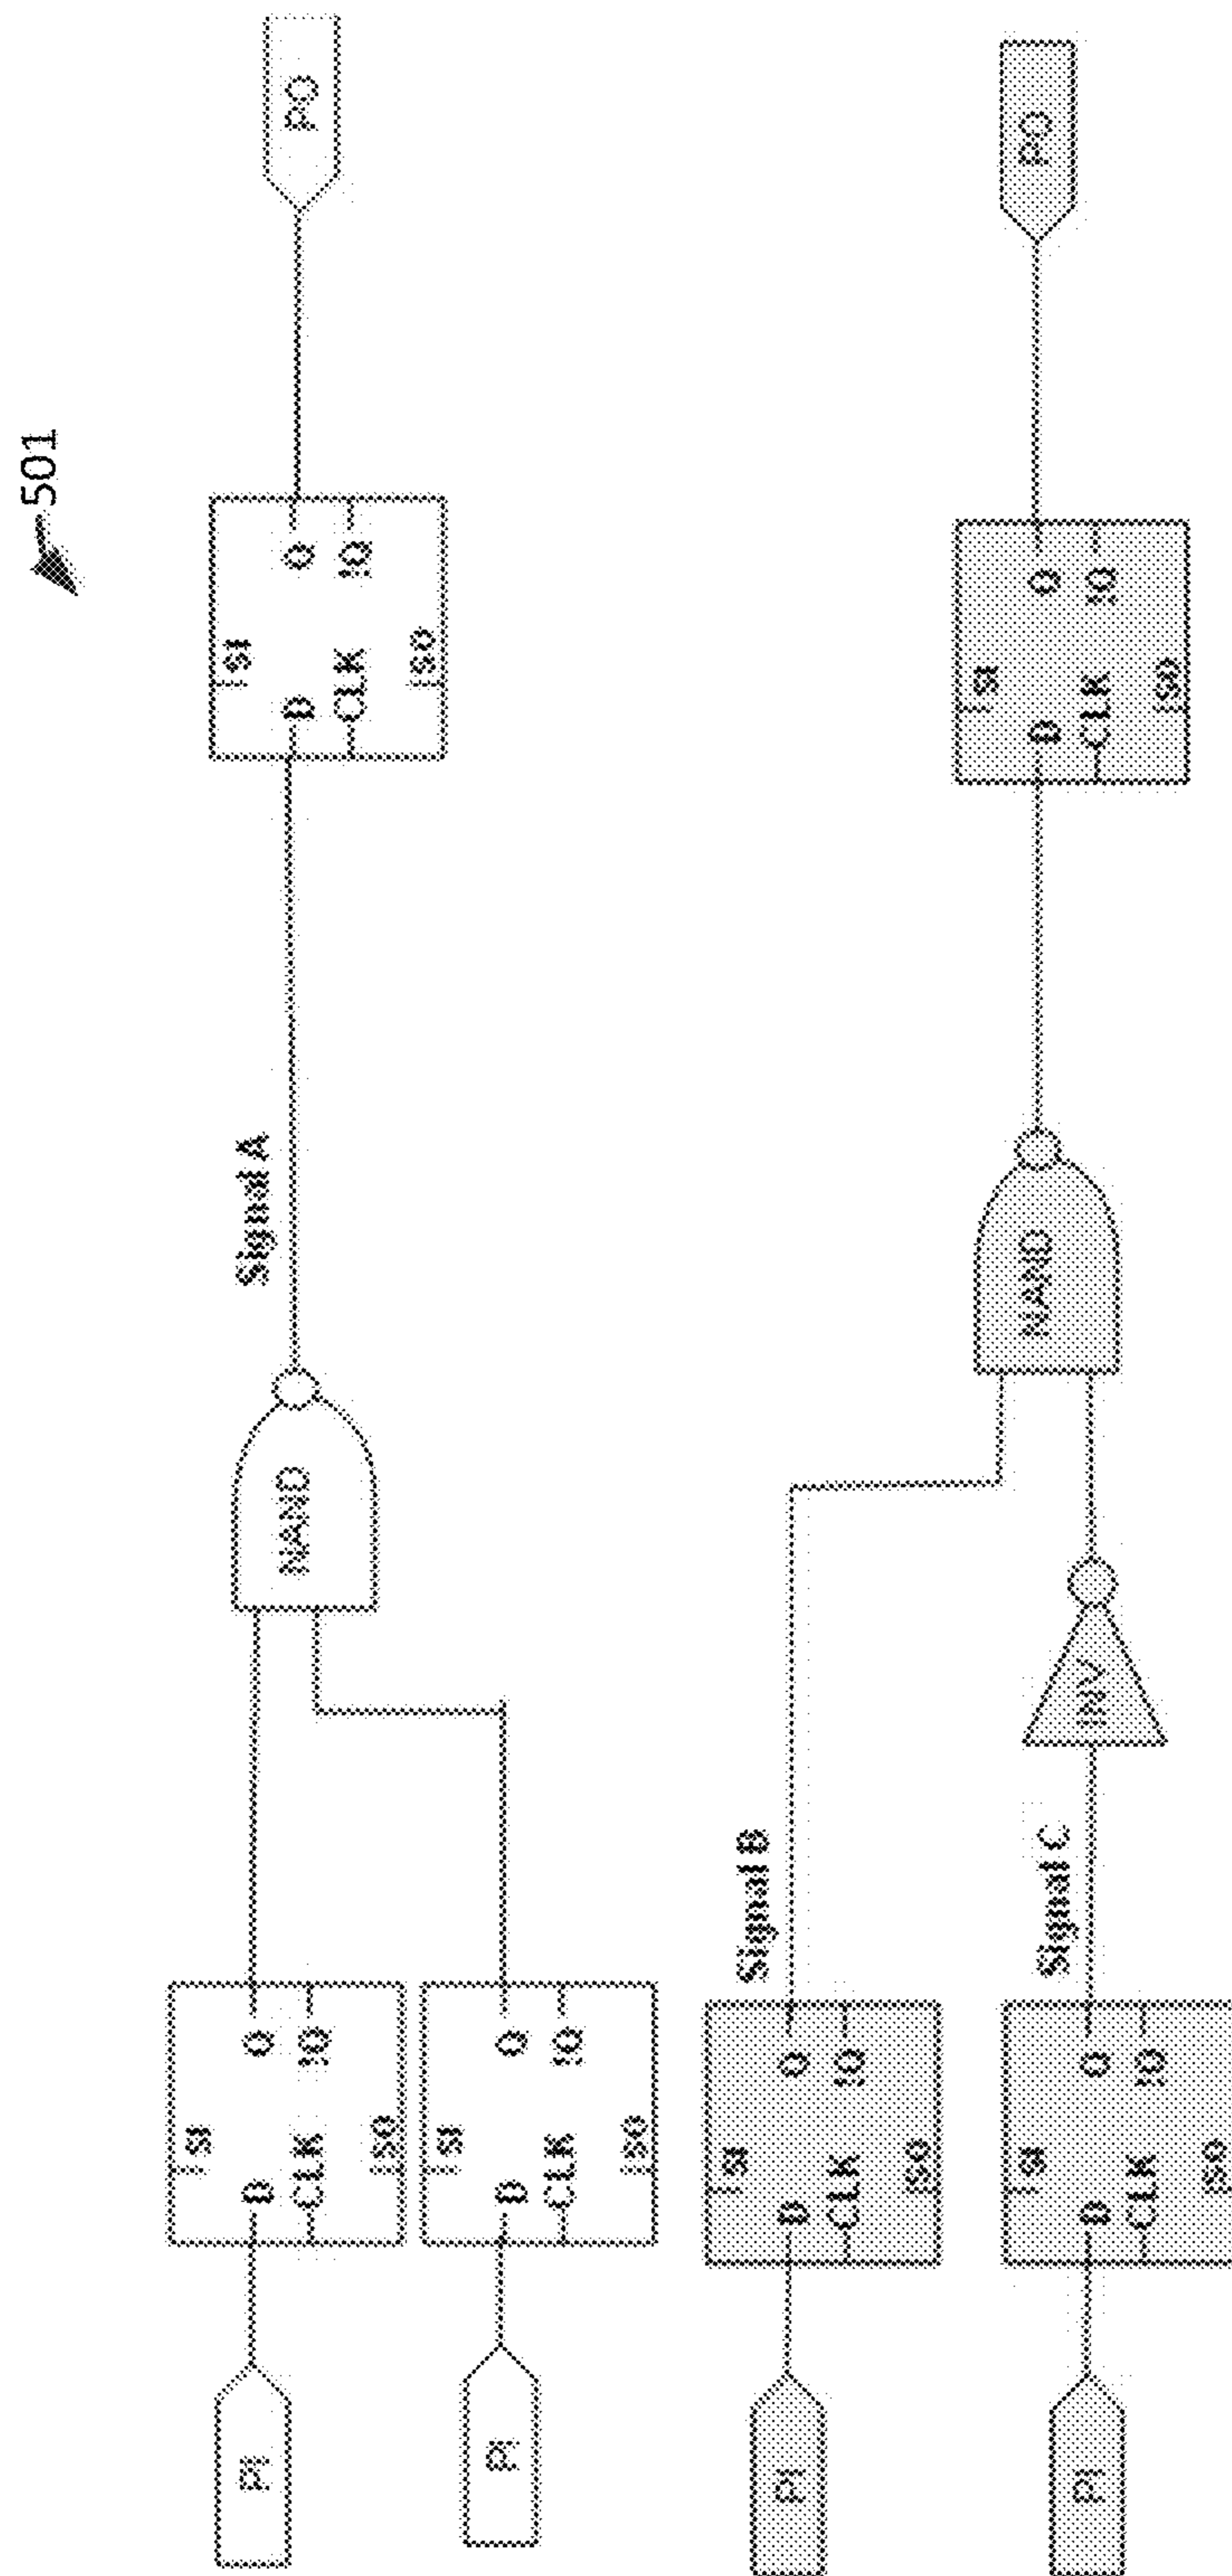 501
PI
SI
D Q
CLK !Q
SO
PI
SI
D Q
CLK !Q
SO
NAND
Signal A
SI
D Q
CLK !Q
SO
PO
PI
SI
D Q
CLK !Q
SO
Signal B
PI
SI
D Q
CLK !Q
SO
Signal C
INV
NAND
SI
D Q
CLK !Q
SO
PO